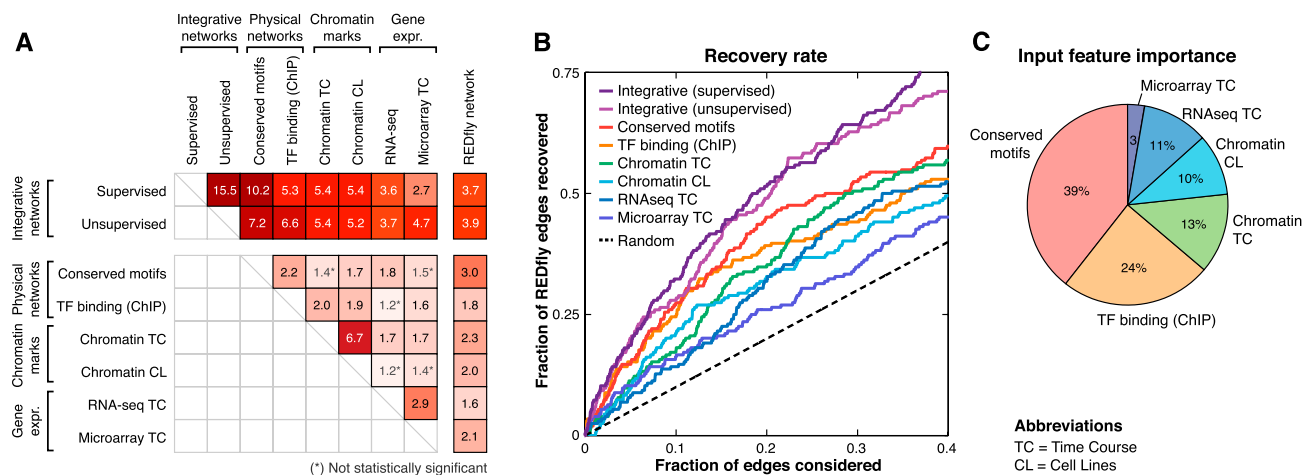 A
Integrative networks
Physical networks
Chromatin marks
Gene expr.
Supervised
Unsupervised
Conserved motifs
TF binding (ChIP)
Chromatin TC
Chromatin CL
RNA-seq
Microarray TC
REDfly network
Integrative networks
Supervised 15.5 10.2 5.3 5.4 5.4 3.6 2.7 3.7
Unsupervised 7.2 6.6 5.4 5.2 3.7 4.7 3.9
Physical networks
Conserved motifs 2.2 1.4* 1.7 1.8 1.5* 3.0
TF binding (ChIP) 2.0 1.9 1.2* 1.6 1.8
Chromatin marks
Chromatin TC 6.7 1.7 1.7 2.3
Chromatin CL 1.2* 1.4* 2.0
Gene expr.
RNA-seq TC 2.9 1.6
Microarray TC 2.1
(*) Not statistically significant
B
Recovery rate
Fraction of REDfly edges recovered
0.75
0.5
0.25
0
Integrative (supervised)
Integrative (unsupervised)
Conserved motifs
TF binding (ChIP)
Chromatin TC
Chromatin CL
RNAseq TC
Microarray TC
Random
0 0.1 0.2 0.3 0.4
Fraction of edges considered
C
Input feature importance
Microarray TC
3
RNAseq TC
11%
Chromatin CL
10%
Chromatin TC
13%
TF binding (ChIP)
24%
Conserved motifs
39%
Abbreviations
TC = Time Course
CL = Cell Lines